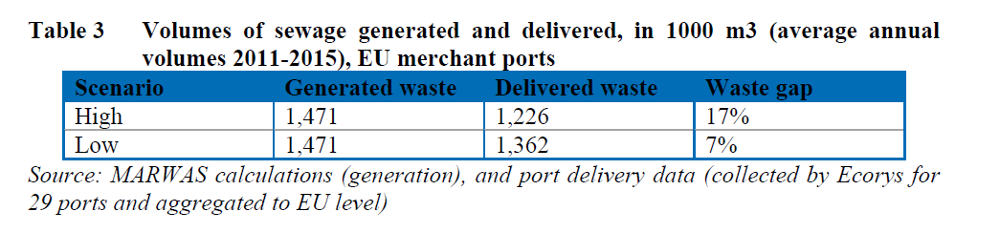 Table 3 Volumes of sewage generated and delivered, in 1000 m3 (average annual
volumes 2011-2015), EU merchant ports
Scenario Generated waste Delivered waste Waste gap
High 1,471 1,226 17%
Low 1,471 1,362 7%
Source: MARWAS calculations (generation), and port delivery data (collected by Ecorys for
29 ports and aggregated to EU level)